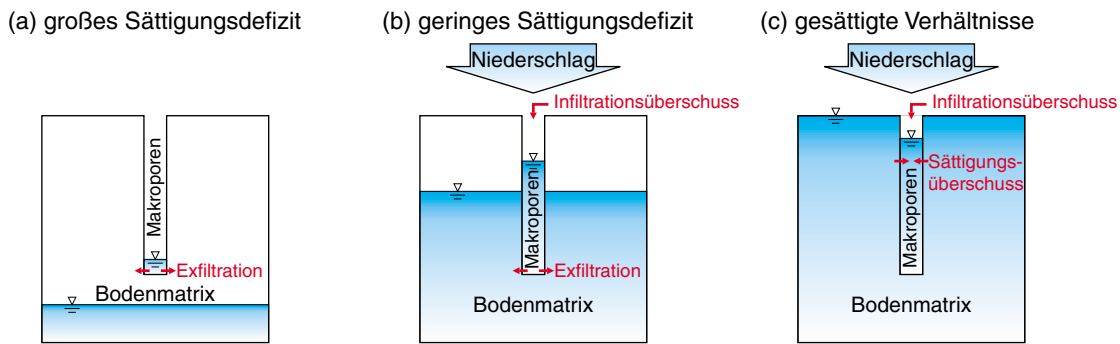 (a) großes Sättigungsdefizit
Makroporen
Exfiltration
Bodenmatrix
(b) geringes Sättigungsdefizit
Niederschlag
Infiltrationsüberschuss
Makroporen
Exfiltration
Bodenmatrix
(c) gesättigte Verhältnisse
Niederschlag
Infiltrationsüberschuss
Sättigungs-
überschuss
Makroporen
Bodenmatrix